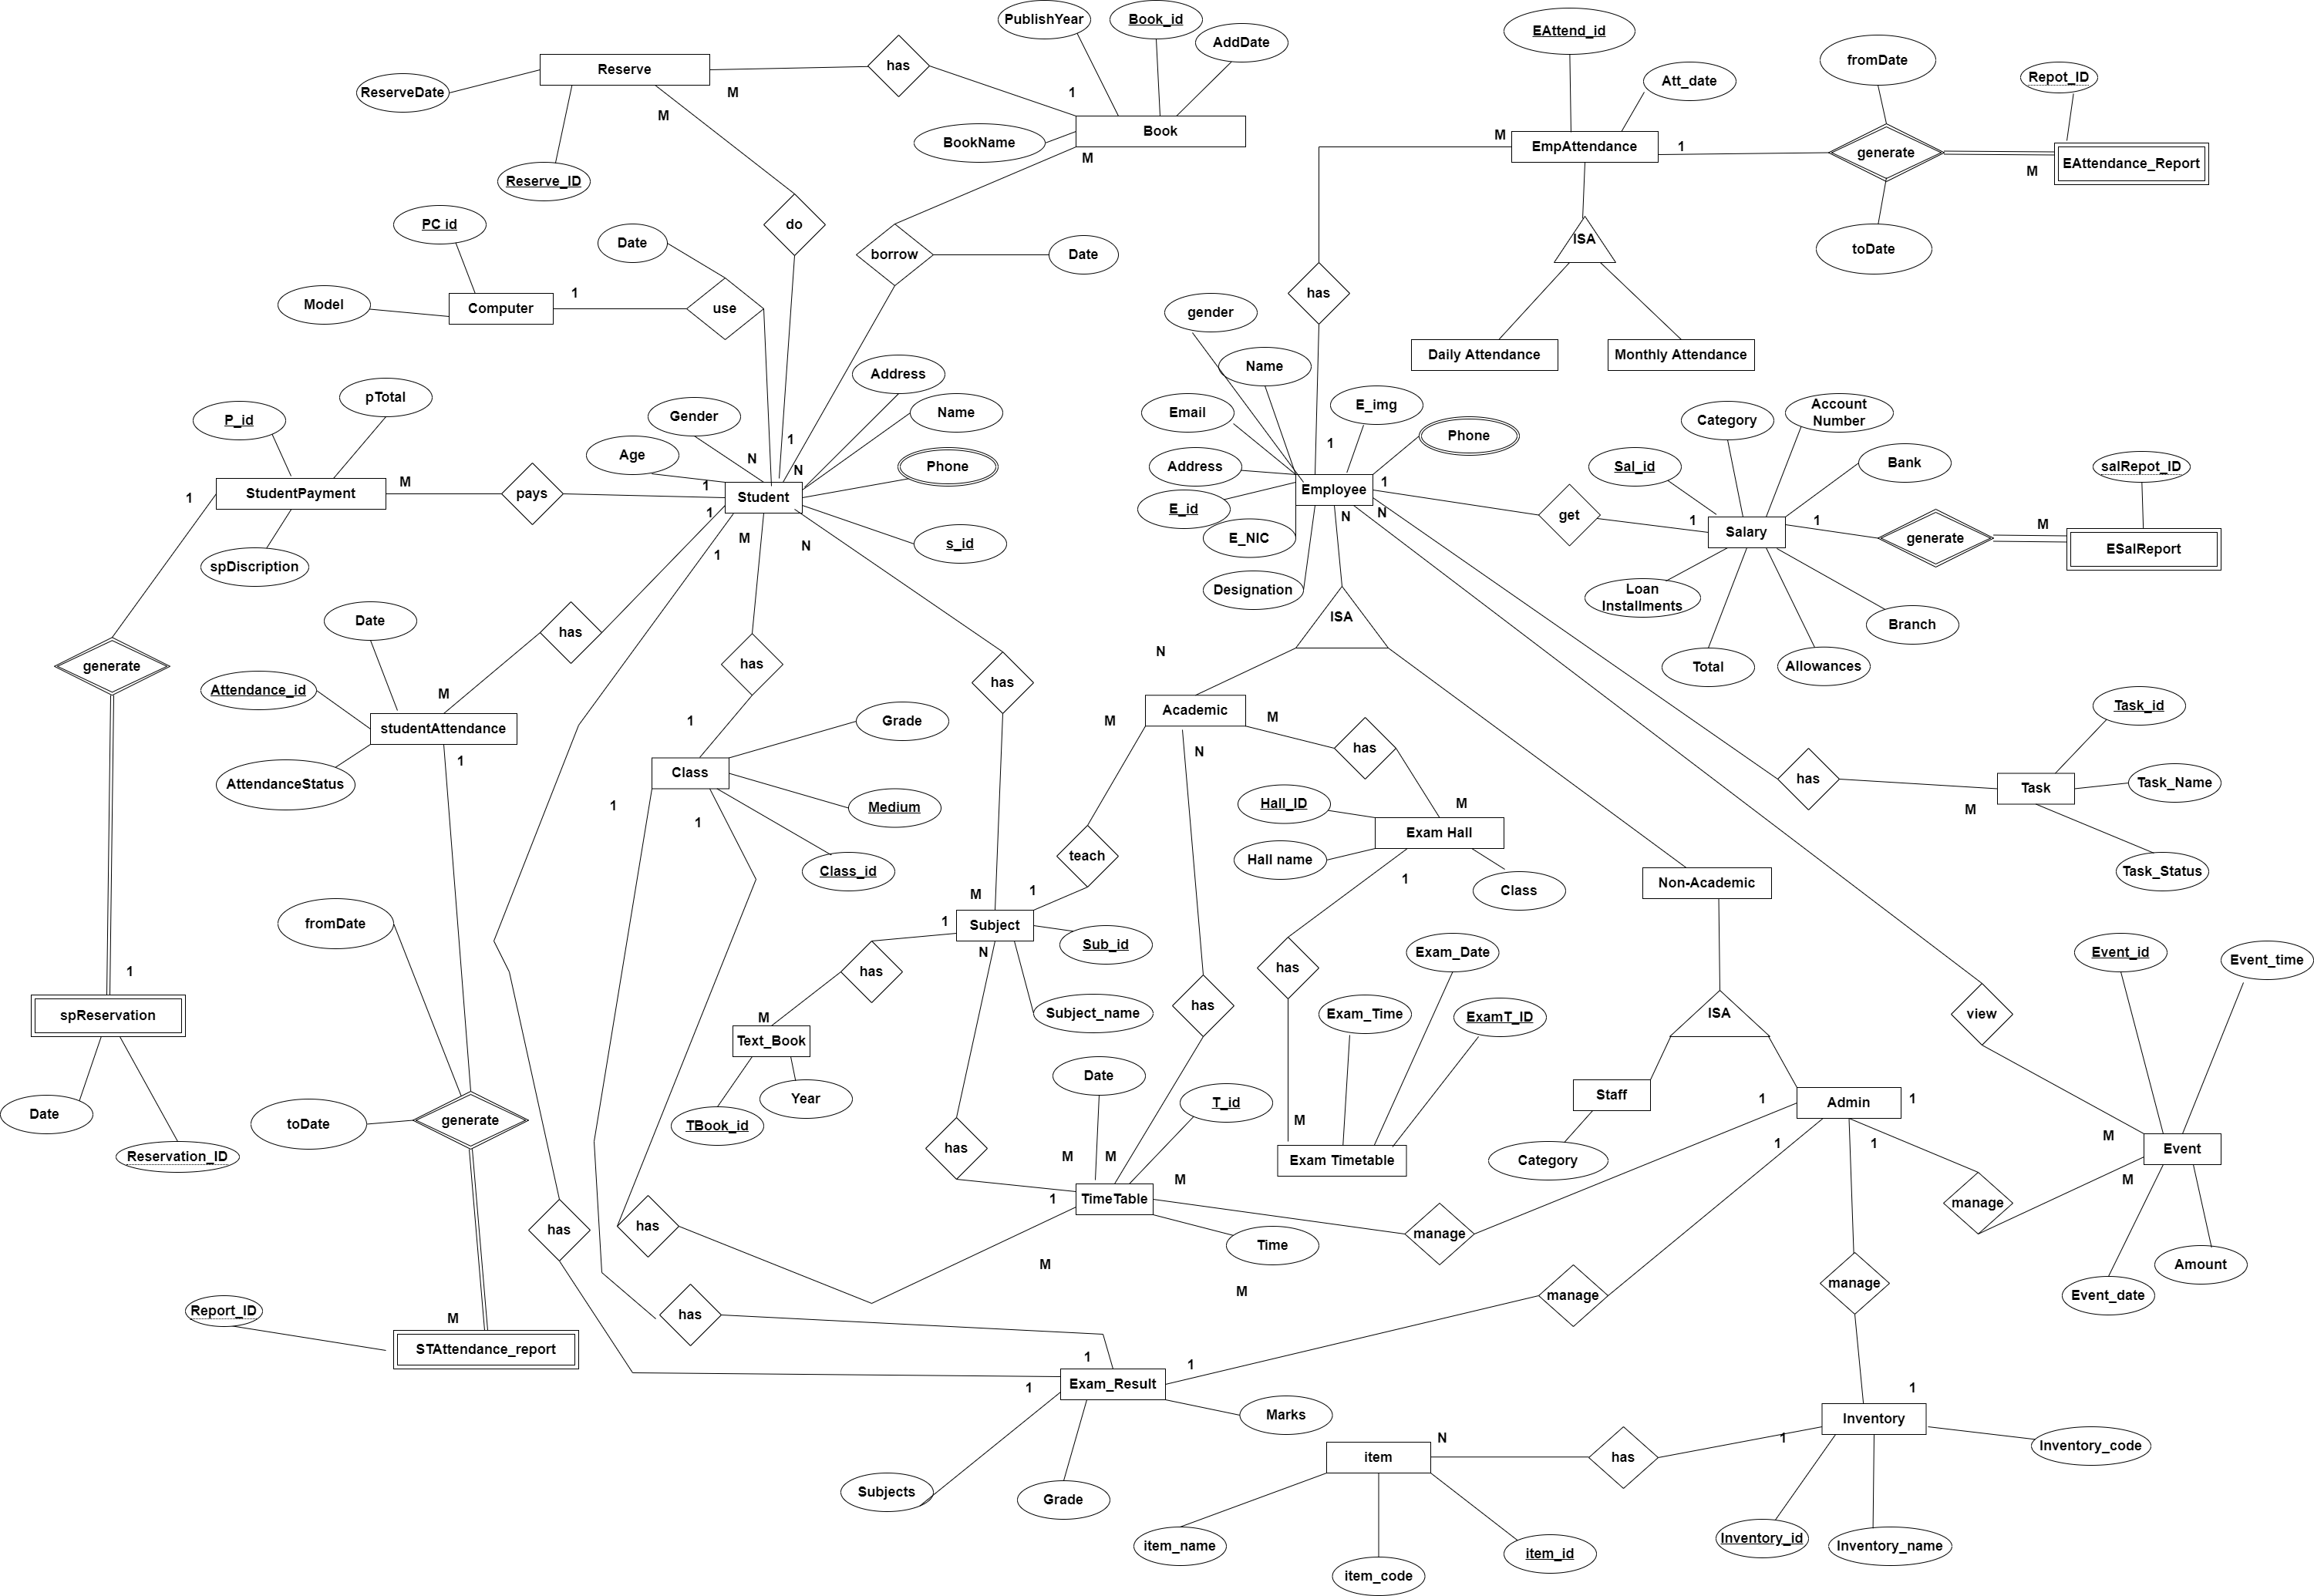 PublishYear
Book_id
AddDate
EAttend_id
fromDate
Repot_ID
Att_date
Reserve
has
ReserveDate
M
1
M
Book
BookName
M
Reserve_ID
M
EmpAttendance
1
generate
EAttendance_Report
M
PC id
do
Date
borrow
Date
ISA
toDate
Model
1
Computer
use
has
gender
Daily Attendance
Monthly Attendance
Name
Address
pTotal
P_id
Gender
Name
Email
E_img
Phone
Category
Account
Number
Age
1
N
N
Phone
Address
1
Sal_id
Bank
salRepot_ID
StudentPayment
1
M
pays
1
Student
1
E_id
Employee
1
N
N
get
1
Salary
1
generate
M
ESalReport
E_NIC
M
N
1
s_id
spDiscription
Designation
Loan
Installments
Branch
Date
has
ISA
generate
has
has
N
Total
Allowances
Attendance_id
M
studentAttendance
AttendanceStatus
1
1
Grade
M
Academic
M
N
has
Task_id
Class
has
Task
Task_Name
M
1
1
Medium
Hall_ID
M
Exam Hall
Hall name
teach
Class_id
1
Class
Task_Status
Non-Academic
M
1
fromDate
1
Subject
N
Sub_id
has
Subject_name
has
has
Exam_Date
Exam_Time
ExamT_ID
Event_id
Event_time
view
ISA
1
spReservation
M
Text_Book
Date
Year
TBook_id
T_id
M
Staff
1
Admin
1
Date
toDate
generate
Reservation_ID
has
M
M
Exam Timetable
Category
1
1
M
Event
M
1
TimeTable
M
manage
manage
has
has
Time
M
M
manage
manage
Amount
Event_date
Report_ID
M
STAttendance_report
has
1
1
1
Exam_Result
1
Marks
Subjects
Grade
N
item
has
1
Inventory
Inventory_code
item_name
item_code
item_id
Inventory_id
Inventory_name